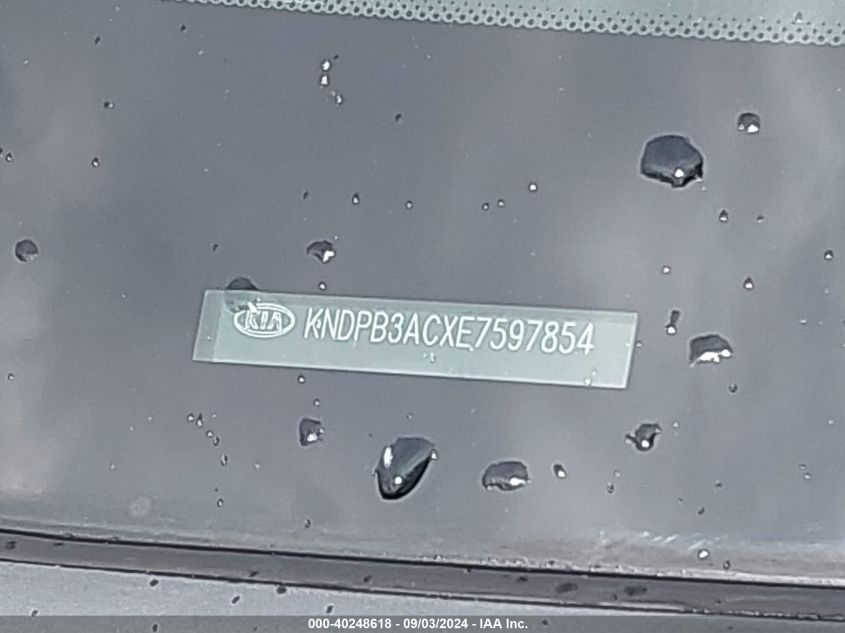 KIA KNDPB3ACXE7597854
000-40248618 - 09/03/2024 - IAA Inc.